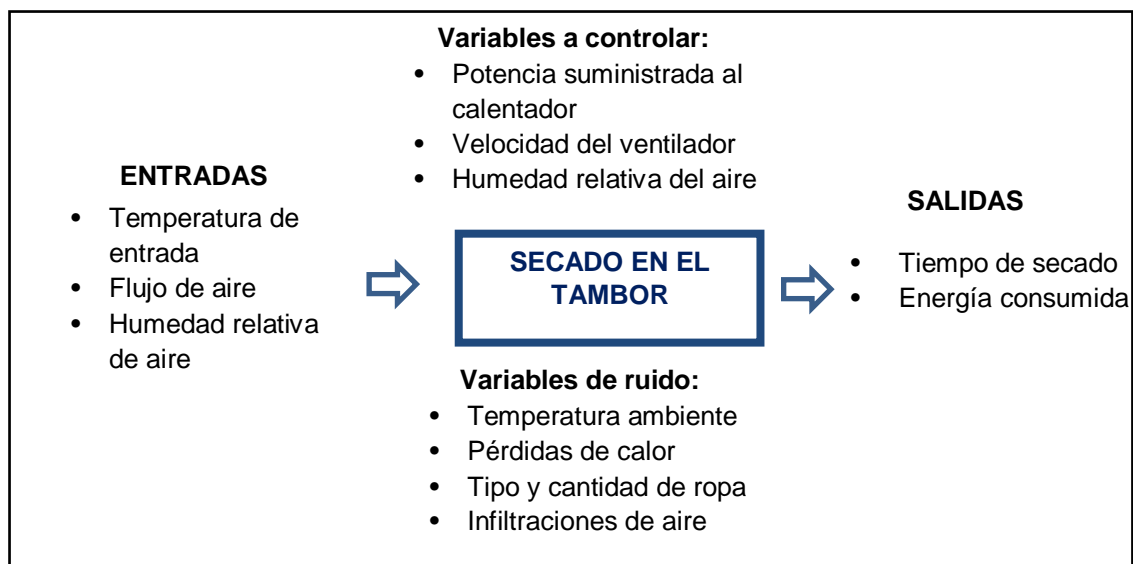 Variables a controlar:
• Potencia suministrada al
calentador
• Velocidad del ventilador
• Humedad relativa del aire
ENTRADAS
• Temperatura de
entrada
• Flujo de aire
• Humedad relativa
de aire
SECADO EN EL
TAMBOR
SALIDAS
• Tiempo de secado
• Energía consumida
Variables de ruido:
• Temperatura ambiente
• Pérdidas de calor
• Tipo y cantidad de ropa
• Infiltraciones de aire